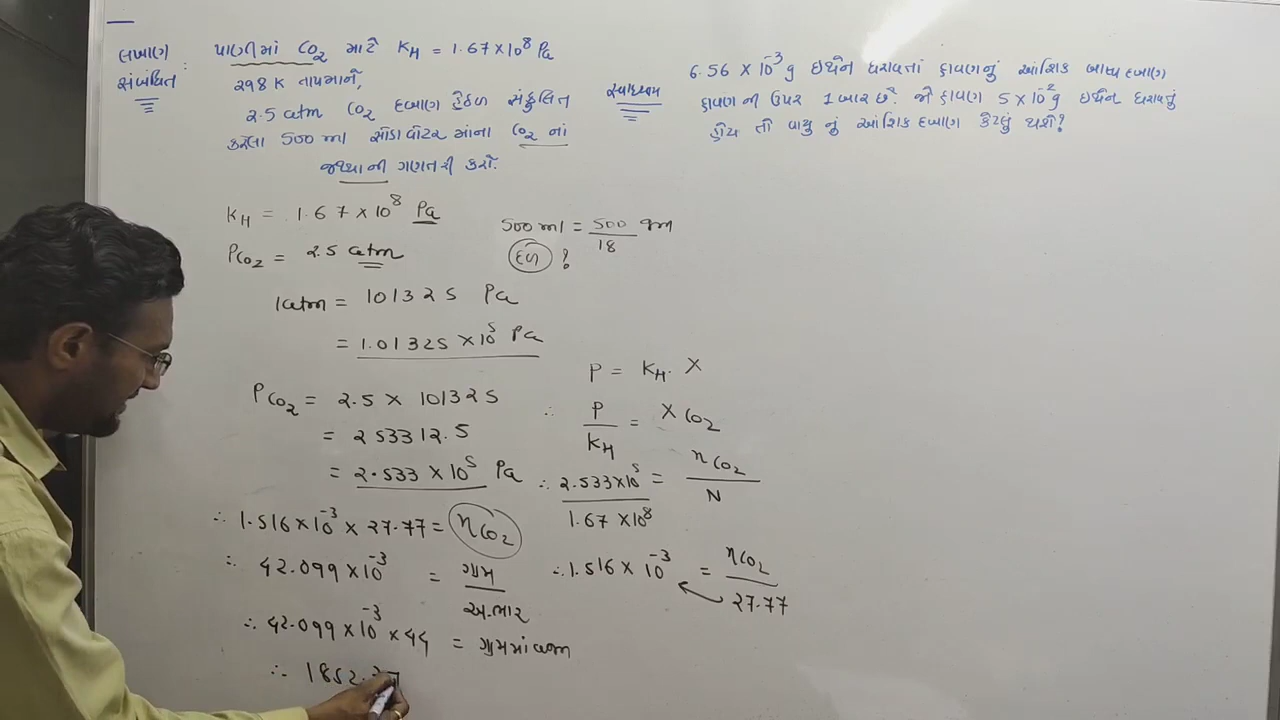 લખાણ સંબંધિત : પાણીમાં CO₂ માટે K_H = 1.67 × 10⁸ Pa
298 K તાપમાને,
2.5 atm CO₂ દબાણ હેઠળ સંકુલિત
કરેલા 500 ml સોડા વોટર માંના CO₂ નાં
જથ્થાની ગણતરી કરો.
K_H = 1.67 × 10⁸ Pa
P_CO₂ = 2.5 atm
1 atm = 101325 Pa
= 1.01325 × 10⁵ Pa
P_CO₂ = 2.5 × 101325
= 253312.5
= 2.533 × 10⁵ Pa
∴ 1.516 × 10⁻³ × 27.77 = n_CO₂
∴ 42.099 × 10⁻³ = ગ્રામ / અ.ભાર
∴ 42.099 × 10⁻³ × 44 = ગ્રામમાં વજન
∴ 1852.37
500 ml = 500 / 18 gm
મોલ ?
P = K_H · X
∴ P / K_H = X CO₂
∴ 2.533 × 10⁵ / 1.67 × 10⁸ = n_CO₂ / N
∴ 1.516 × 10⁻³ = n_CO₂ / 27.77
સ્વાધ્યાય
6.56 × 10⁻³ g ઇથેન ધરાવતાં દ્રાવણનું આંશિક બાષ્પ દબાણ
દ્રાવણ ની ઉપર 1 બાર છે. જો દ્રાવણ 5 × 10⁻² g ઇથેન ધરાવતું
હોય તો વાયુ નું આંશિક દબાણ કેટલું થશે?